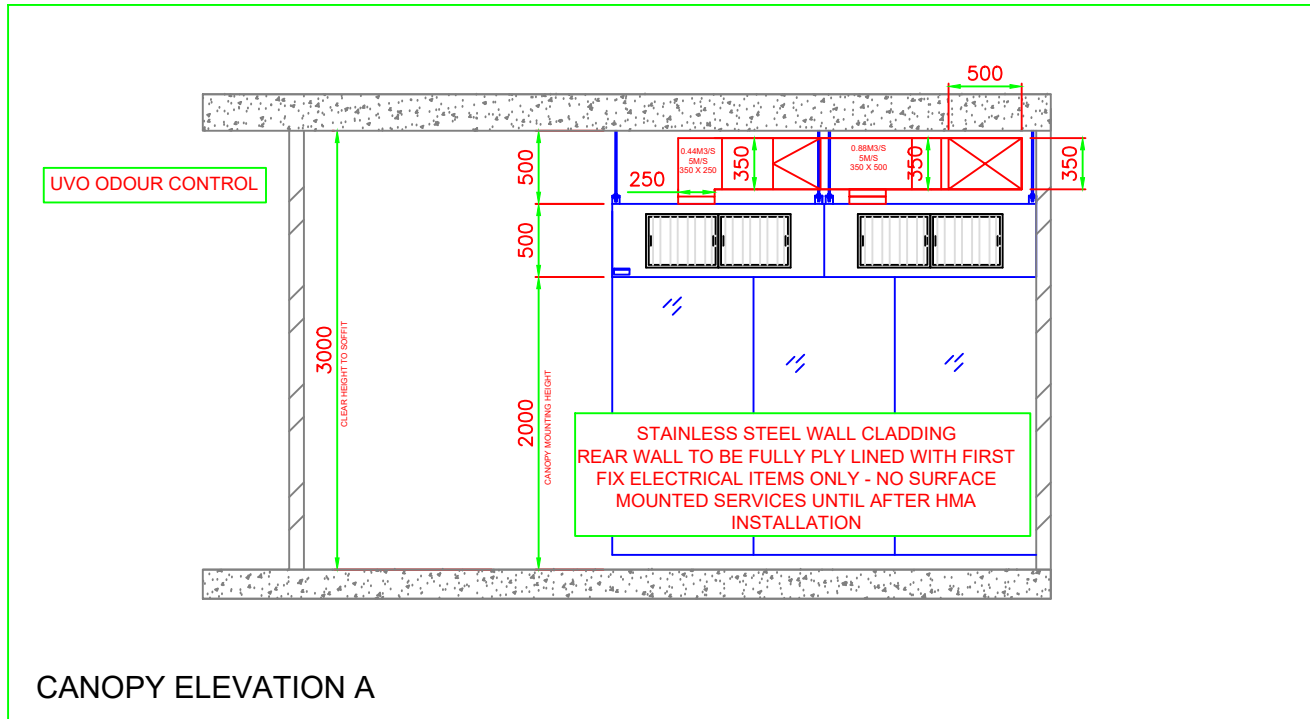 500
0.44M3/S
5M/S
350 X 250
350
0.88M3/S
5M/S
350 X 500
350
350
UVO ODOUR CONTROL
500
250
500
3000
CLEAR HEIGHT TO SOFFIT
2000
CANOPY MOUNTING HEIGHT
STAINLESS STEEL WALL CLADDING
REAR WALL TO BE FULLY PLY LINED WITH FIRST
FIX ELECTRICAL ITEMS ONLY - NO SURFACE
MOUNTED SERVICES UNTIL AFTER HMA
INSTALLATION
CANOPY ELEVATION A